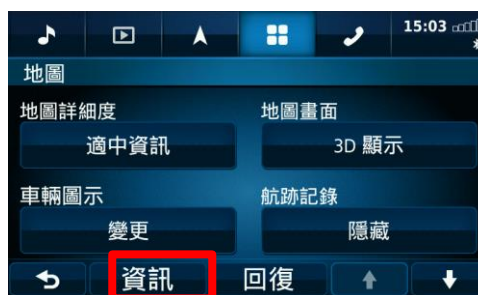 15:03
地圖
地圖詳細度 地圖畫面
適中資訊 3D 顯示
車輛圖示 航跡記錄
變更 隱藏
資訊 回復